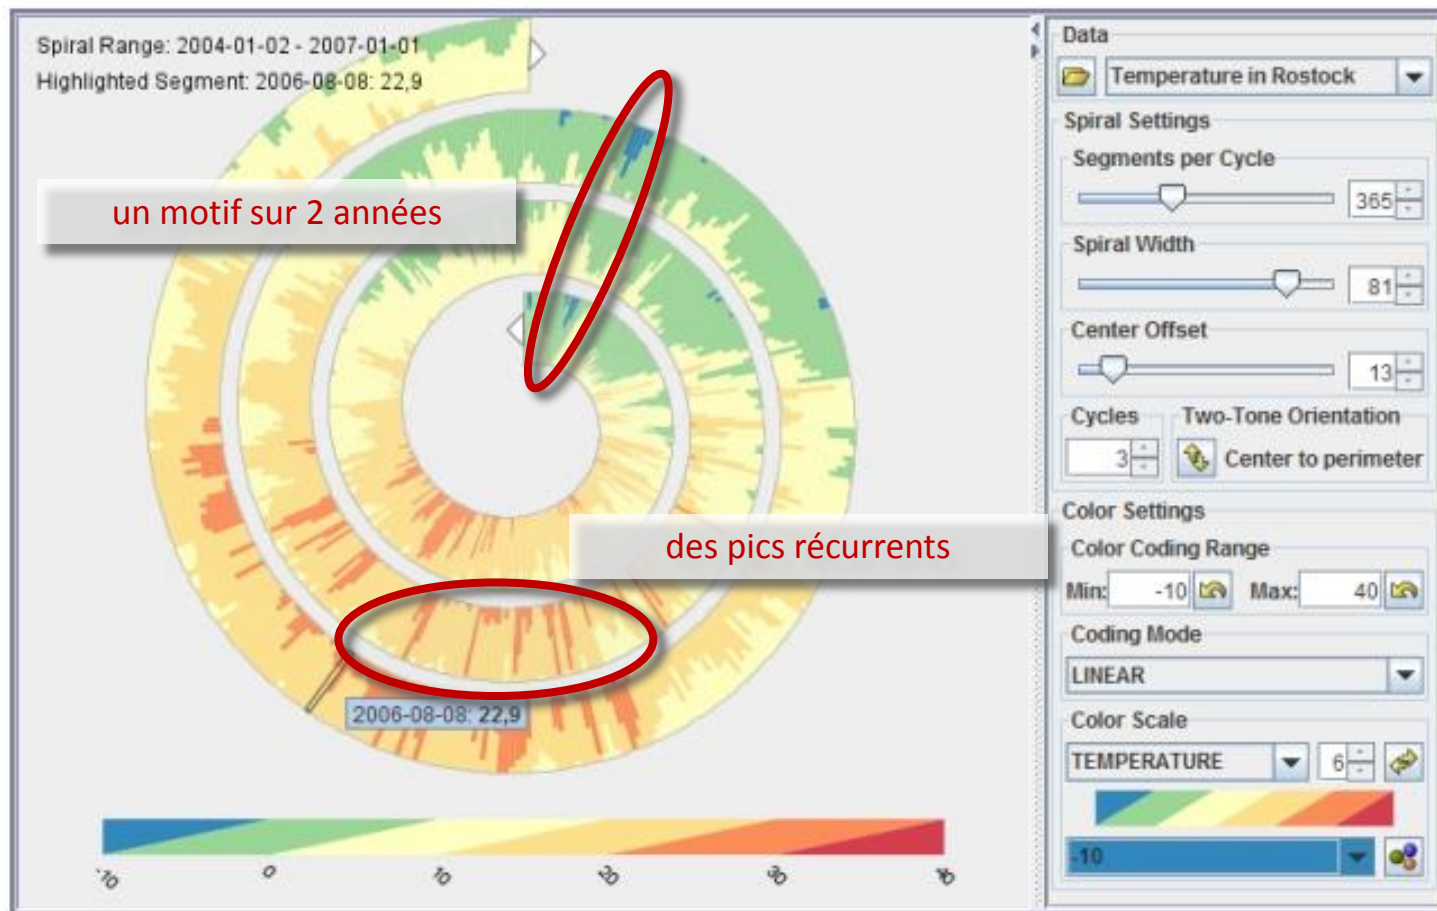 Spiral Range: 2004-01-02 - 2007-01-01
Highlighted Segment: 2006-08-08: 22,9
un motif sur 2 années
des pics récurrents
2006-08-08: 22,9
-10
0
10
20
30
40
Data
Temperature in Rostock
Spiral Settings
Segments per Cycle
365
Spiral Width
81
Center Offset
13
Cycles
Two-Tone Orientation
3
Center to perimeter
Color Settings
Color Coding Range
Min: -10 Max: 40
Coding Mode
LINEAR
Color Scale
TEMPERATURE 6
-10